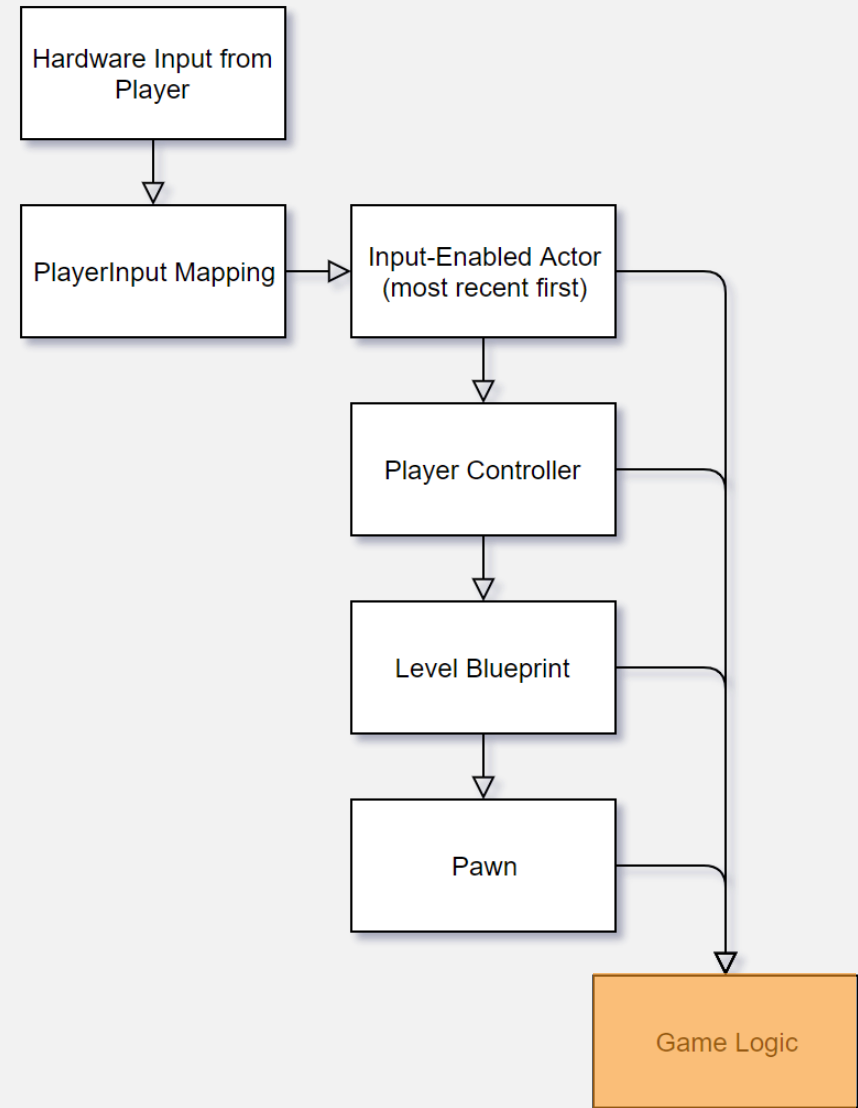 Hardware Input from
Player
PlayerInput Mapping
Input-Enabled Actor
(most recent first)
Player Controller
Level Blueprint
Pawn
Game Logic